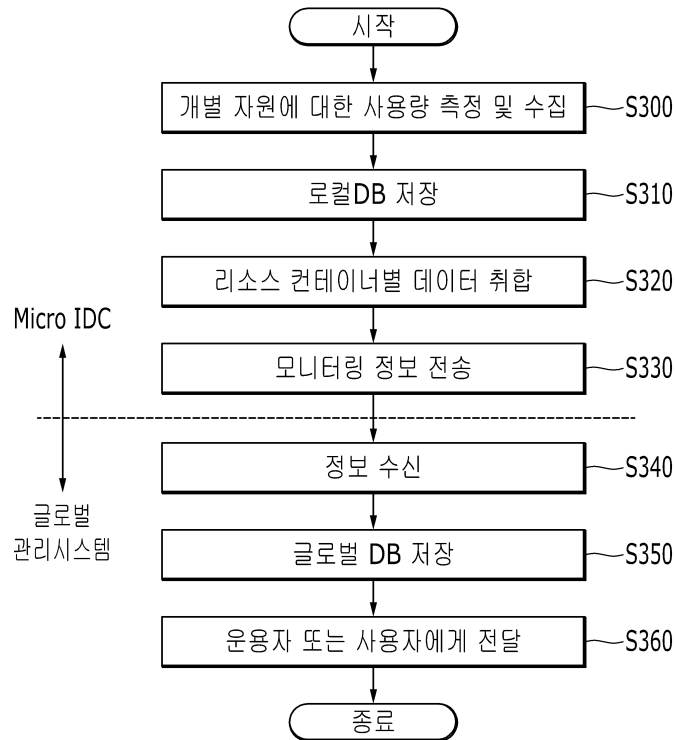 시작
개별 자원에 대한 사용량 측정 및 수집
S300
로컬DB 저장
S310
리소스 컨테이너별 데이터 취합
S320
Micro IDC
모니터링 정보 전송
S330
정보 수신
S340
글로벌
관리시스템
글로벌 DB 저장
S350
운용자 또는 사용자에게 전달
S360
종료